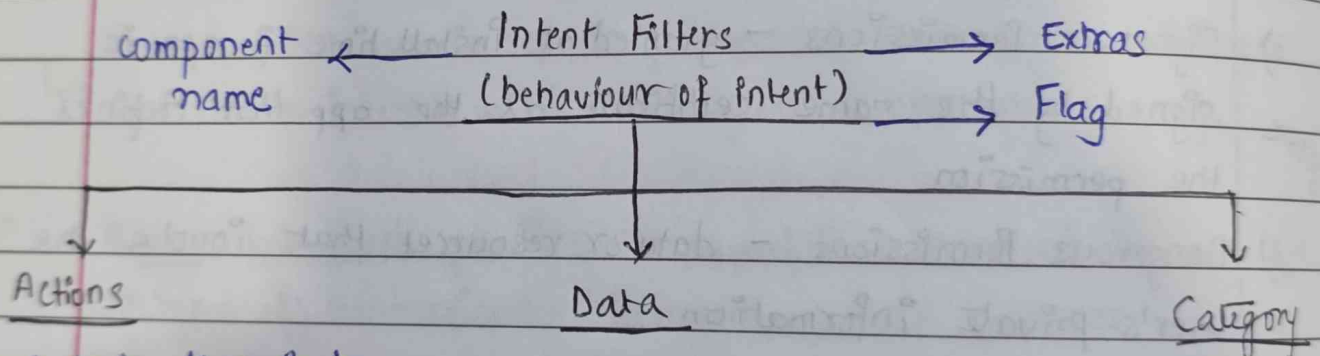 component Intent Filters Extras
name (behaviour of intent) Flag
Actions Data Category